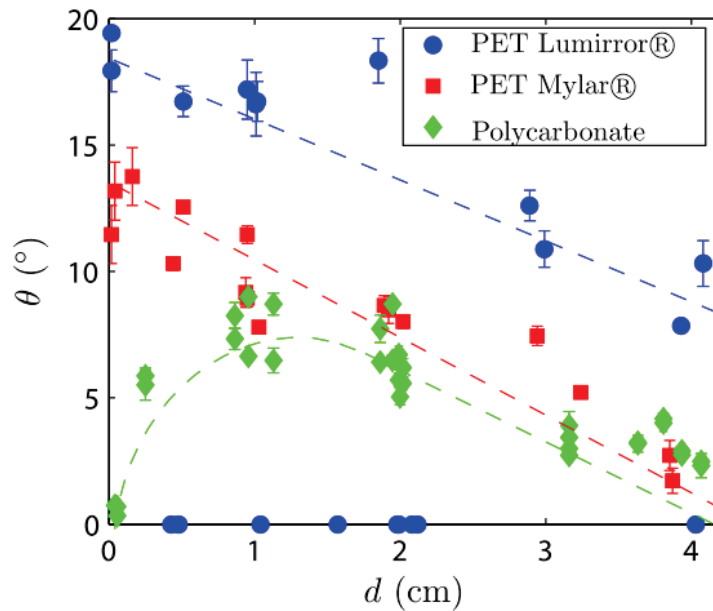 20
15
10
5
0
θ (°)
PET Lumirror®
PET Mylar®
Polycarbonate
0 1 2 3 4
d (cm)